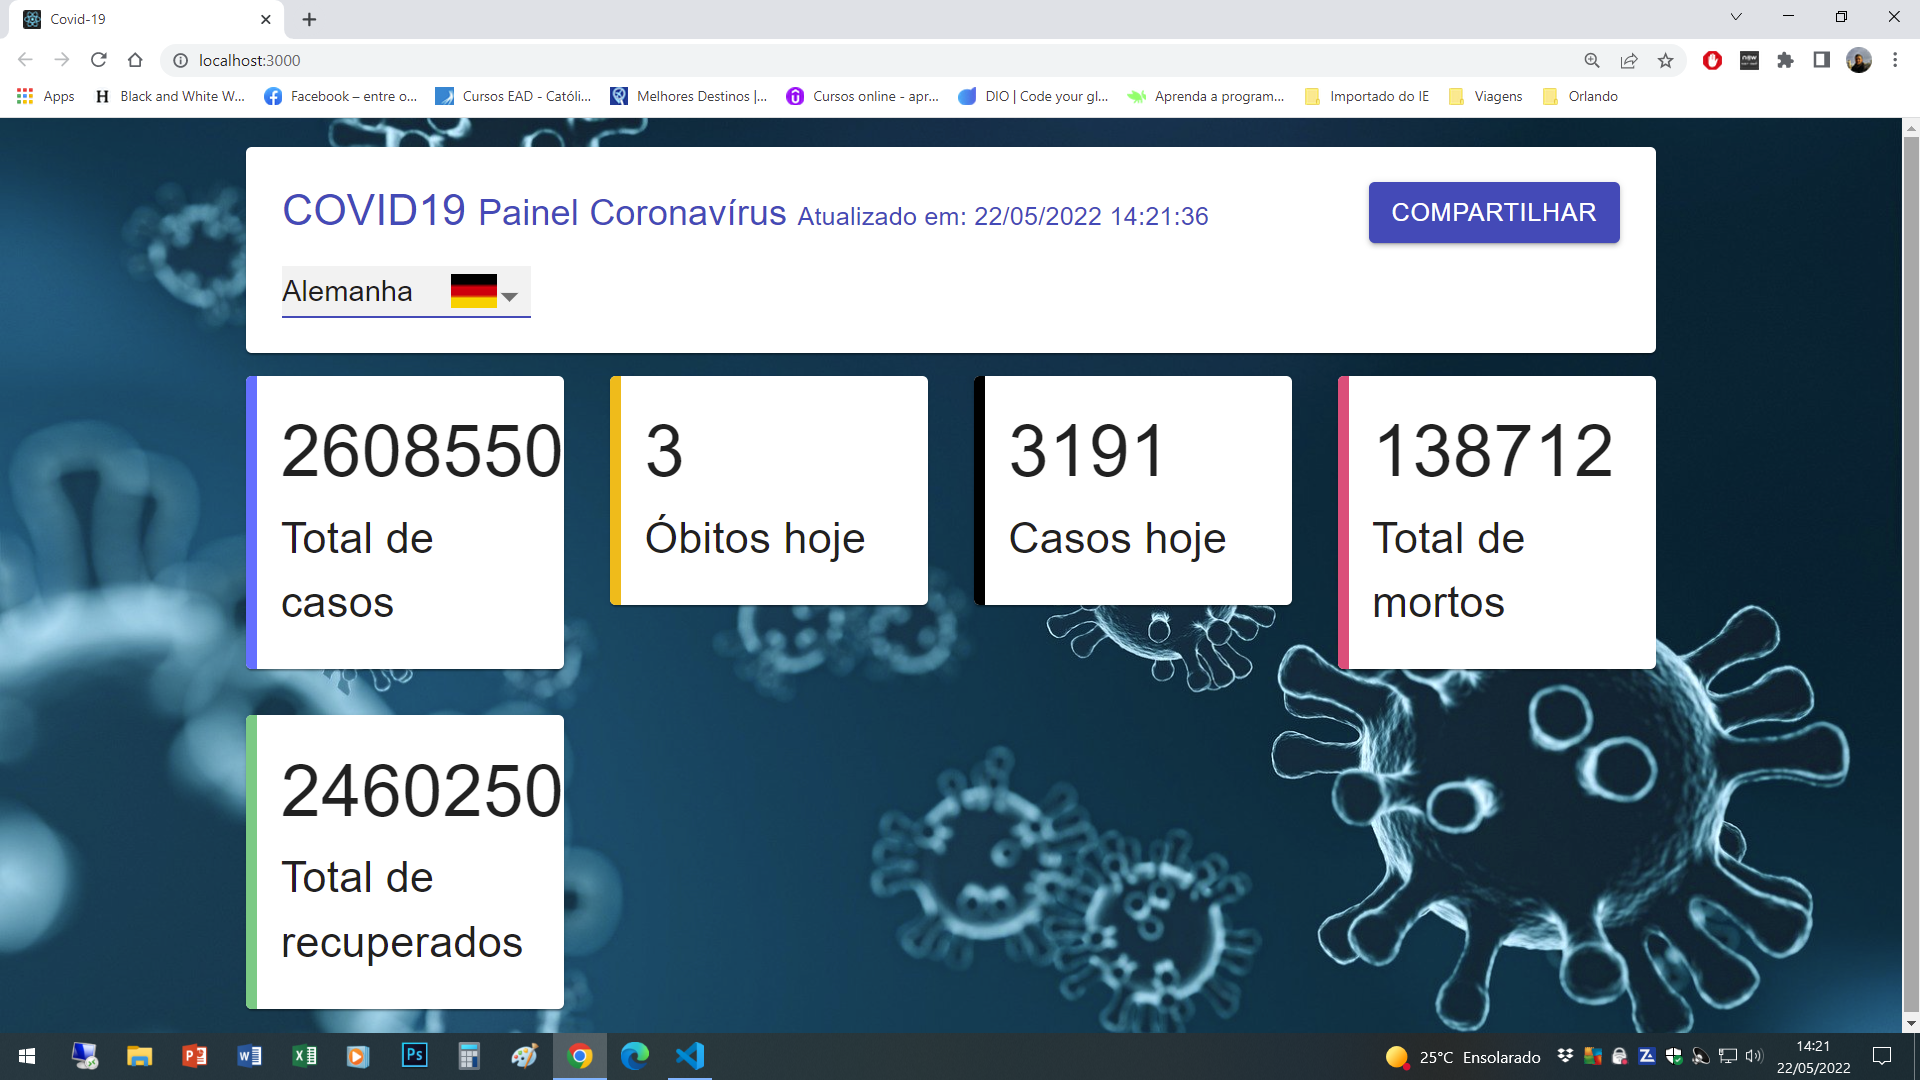 Covid-19
localhost:3000
Apps
Black and White W...
Facebook – entre o...
Cursos EAD - Católi...
Melhores Destinos |...
Cursos online - apr...
DIO | Code your gl...
Aprenda a program...
Importado do IE
Viagens
Orlando
COVID19 Painel Coronavírus Atualizado em: 22/05/2022 14:21:36
COMPARTILHAR
Alemanha
2608550
Total de
casos
3
Óbitos hoje
3191
Casos hoje
138712
Total de
mortos
2460250
Total de
recuperados
25°C Ensolarado
14:21
22/05/2022